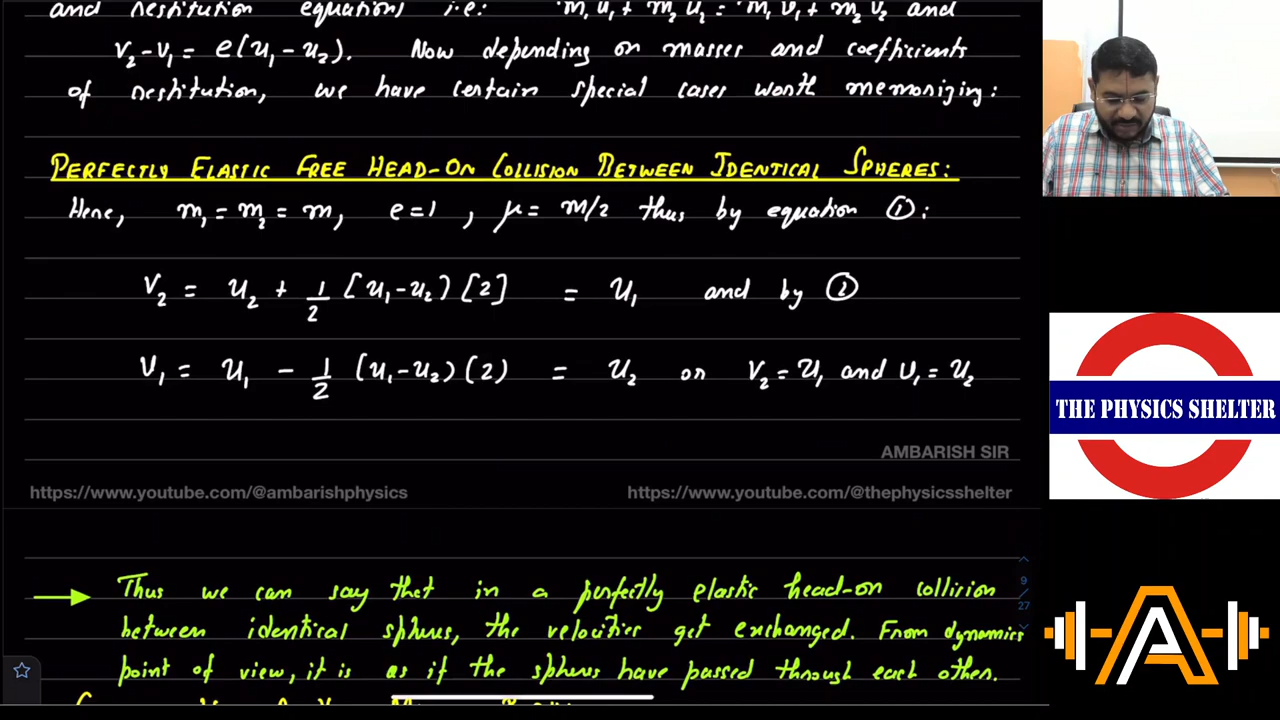 and restitution equations i.e: m₁u₁ + m₂u₂ = m₁v₁ + m₂v₂ and
v₂-v₁ = e(u₁-u₂). Now depending on masses and coefficients
of restitution, we have certain special cases worth memorizing:
PERFECTLY ELASTIC FREE HEAD-ON COLLISION BETWEEN IDENTICAL SPHERES:
Here, m₁ = m₂ = m, e=1, μ = m/2 thus by equation ①:
v₂ = u₂ + 1/2 [u₁-u₂)[2] = u₁ and by ②
v₁ = u₁ - 1/2 (u₁-u₂)(2) = u₂ or v₂ = u₁ and v₁ = u₂
THE PHYSICS SHELTER
AMBARISH SIR
https://www.youtube.com/@ambarishphysics https://www.youtube.com/@thephysicsshelter
Thus we can say that in a perfectly elastic head-on collision
between identical spheres, the velocities get exchanged. From dynamics
point of view, it is as if the spheres have passed through each other.
9
/
27